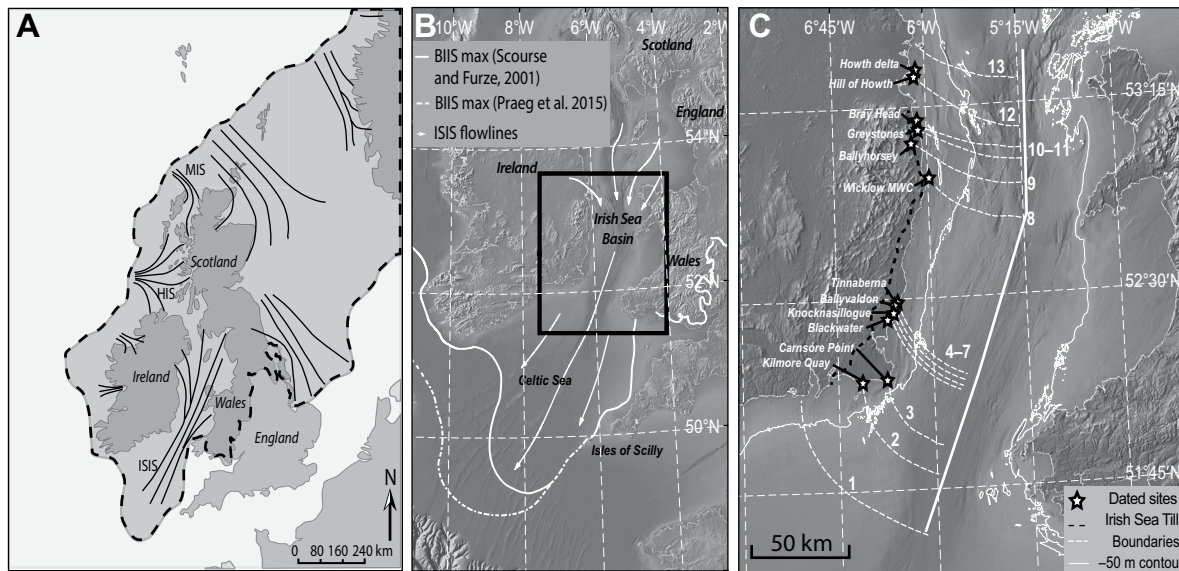 A
MIS
Scotland
HIS
Ireland
Wales
England
ISIS
N
0 80 160 240 km
B
10°W 8°W 6°W 4°W 2°W
BIIS max (Scourse
and Furze, 2001)
BIIS max (Praeg et al. 2015)
ISIS flowlines
Scotland
England
54°N
Ireland
Irish Sea
Basin
Wales
52°N
Celtic Sea
50°N
Isles of Scilly
C
6°45′W 6°W 5°15′W
Howth delta
Hill of Howth
13
53°15′N
12
Bray Head
Greystones
10–11
Ballyhorsey
9
Wicklow MWC
8
52°30′N
Tinnaberna
Ballyvaldon
Knocknasillogue
Blackwater
4–7
Carnsore Point
Kilmore Quay
3
2
51°45′N
1
Dated sites
Irish Sea Till
Boundaries
–50 m contou
50 km